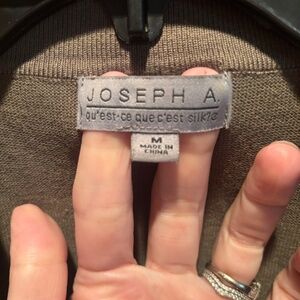 JOSEPH A.
qu'est-ce que c'est silk?
M
MADE IN
CHINA